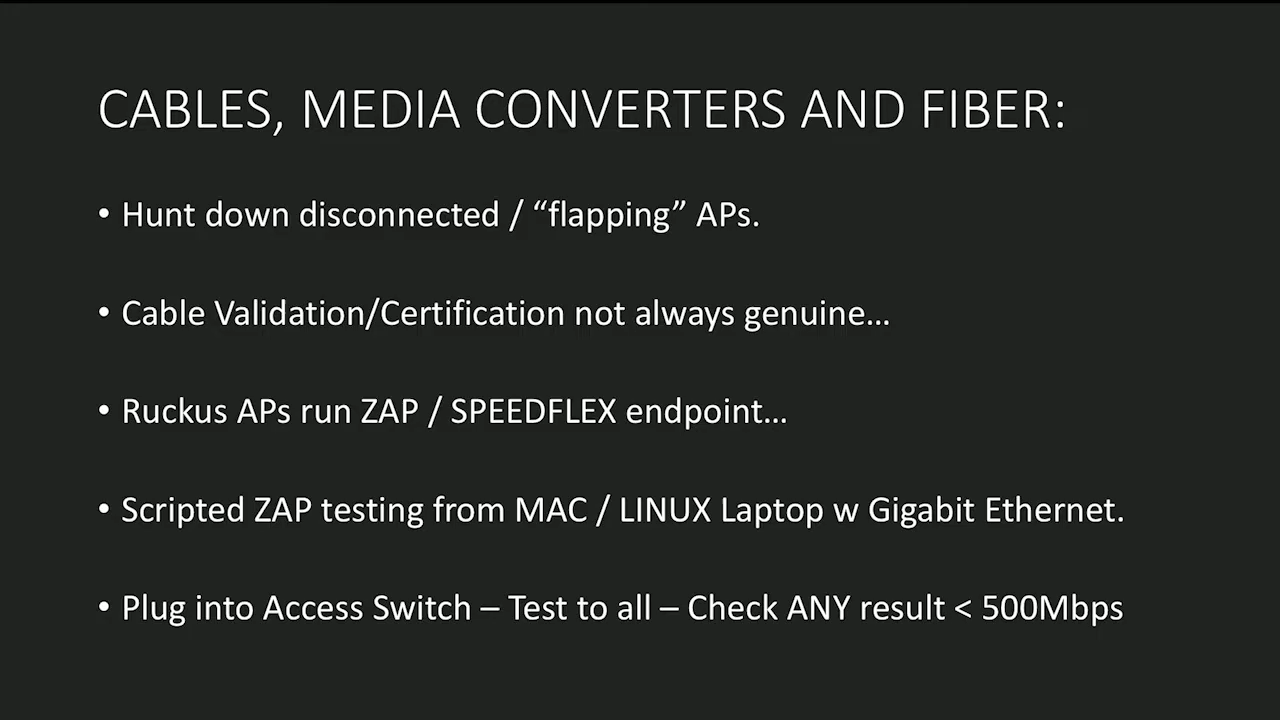 CABLES, MEDIA CONVERTERS AND FIBER:
• Hunt down disconnected / “flapping” APs.
• Cable Validation/Certification not always genuine…
• Ruckus APs run ZAP / SPEEDFLEX endpoint…
• Scripted ZAP testing from MAC / LINUX Laptop w Gigabit Ethernet.
• Plug into Access Switch – Test to all – Check ANY result < 500Mbps